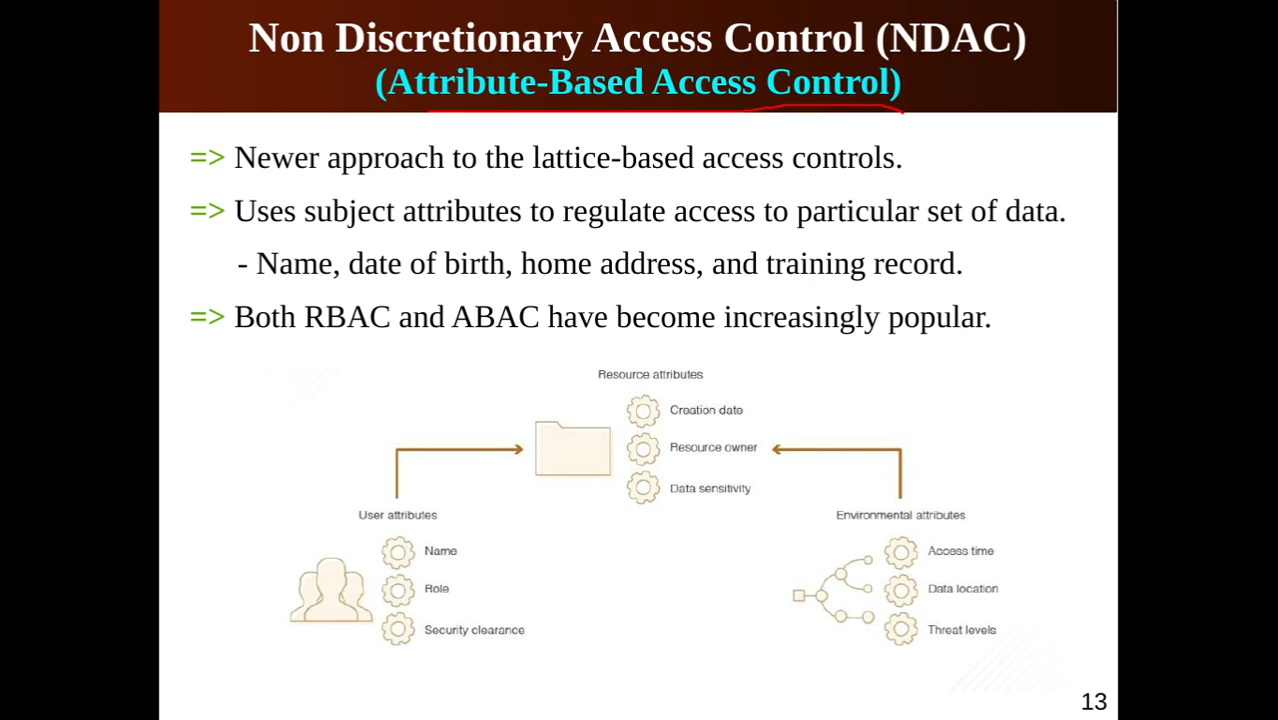 Non Discretionary Access Control (NDAC)
(Attribute-Based Access Control)
=> Newer approach to the lattice-based access controls.
=> Uses subject attributes to regulate access to particular set of data.
- Name, date of birth, home address, and training record.
=> Both RBAC and ABAC have become increasingly popular.
Resource attributes
Creation date
Resource owner
Data sensitivity
User attributes
Name
Role
Security clearance
Environmental attributes
Access time
Data location
Threat levels
13